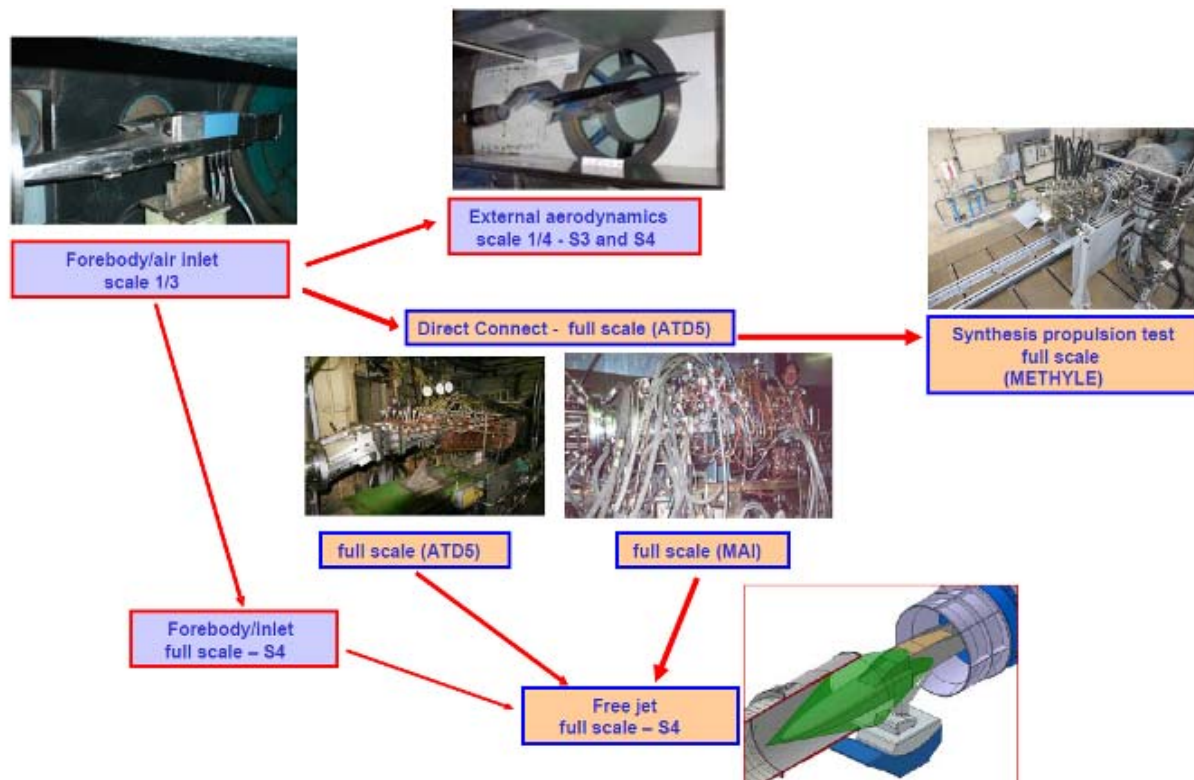 External aerodynamics
scale 1/4 - S3 and S4
Forebody/air inlet
scale 1/3
Direct Connect - full scale (ATD5)
Synthesis propulsion test
full scale
(METHYLE)
full scale (ATD5)
full scale (MAI)
Forebody/Inlet
full scale – S4
Free jet
full scale – S4